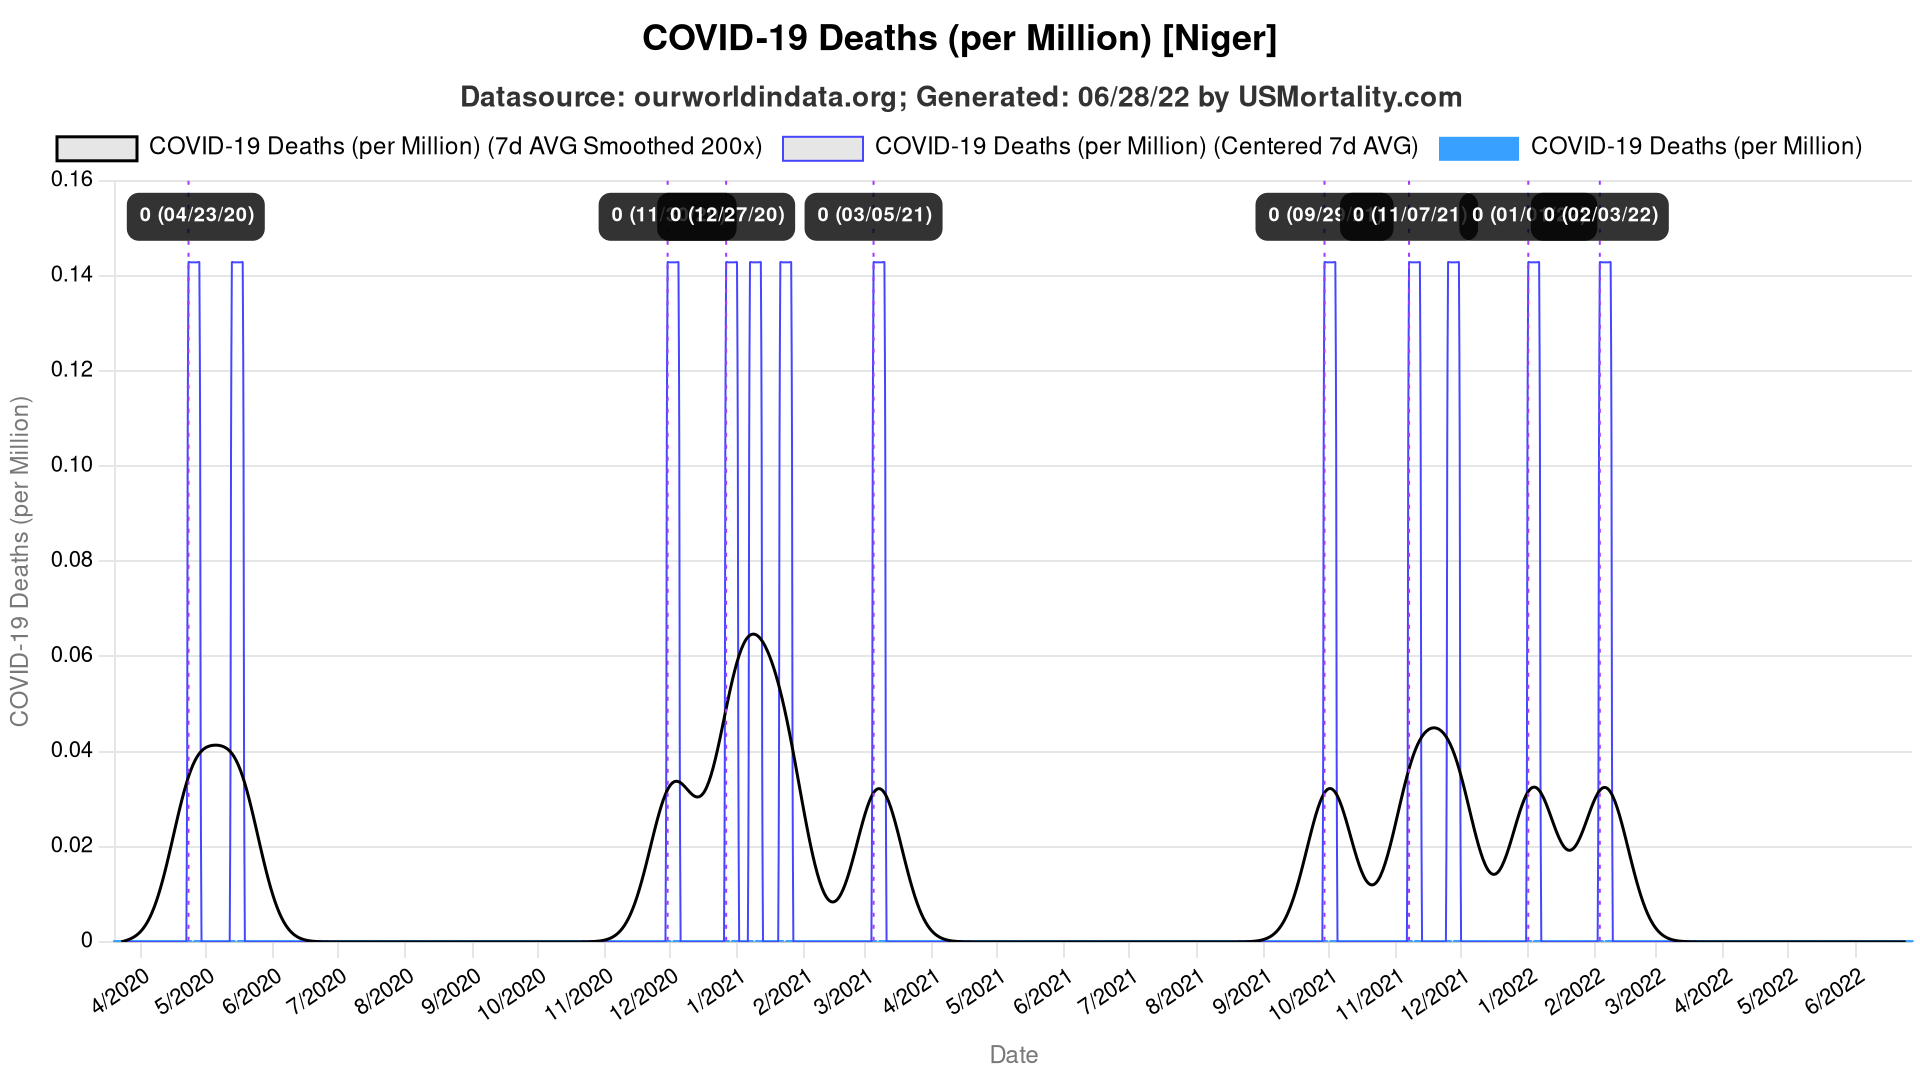 COVID-19 Deaths (per Million) [Niger]
Datasource: ourworldindata.org; Generated: 06/28/22 by USMortality.com
COVID-19 Deaths (per Million) (7d AVG Smoothed 200x) COVID-19 Deaths (per Million) (Centered 7d AVG) COVID-19 Deaths (per Million)
0.16
0 (04/23/20) 0 (11/ 0 (12/27/20) 0 (03/05/21) 0 (09/29/ 0 (11/07/21) 0 (01/ 0 (02/03/22)
0.14
0.12
0.10
0.08
0.06
0.04
0.02
0
COVID-19 Deaths (per Million)
4/2020 5/2020 6/2020 7/2020 8/2020 9/2020 10/2020 11/2020 12/2020 1/2021 2/2021 3/2021 4/2021 5/2021 6/2021 7/2021 8/2021 9/2021 10/2021 11/2021 12/2021 1/2022 2/2022 3/2022 4/2022 5/2022 6/2022
Date